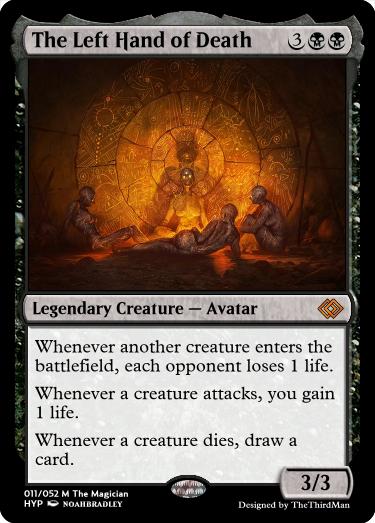 The Left Hand of Death 3
Legendary Creature — Avatar
Whenever another creature enters the
battlefield, each opponent loses 1 life.
Whenever a creature attacks, you gain
1 life.
Whenever a creature dies, draw a
card.
3/3
011/052 M The Magician
HYP NOAHBRADLEY
Designed by TheThirdMan